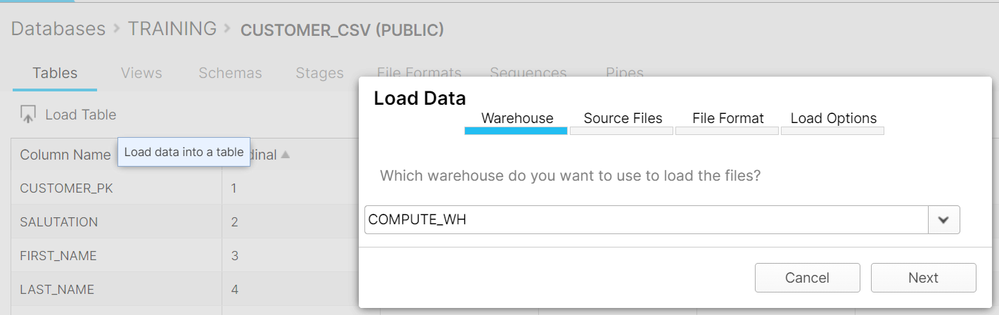 Databases > TRAINING > CUSTOMER_CSV (PUBLIC)
Tables Views Schemas Stages File Formats Sequences Pipes
Load Table
Load data into a table
Column Name dinal
CUSTOMER_PK 1
SALUTATION 2
FIRST_NAME 3
LAST_NAME 4
Load Data
Warehouse Source Files File Format Load Options
Which warehouse do you want to use to load the files?
COMPUTE_WH
Cancel Next